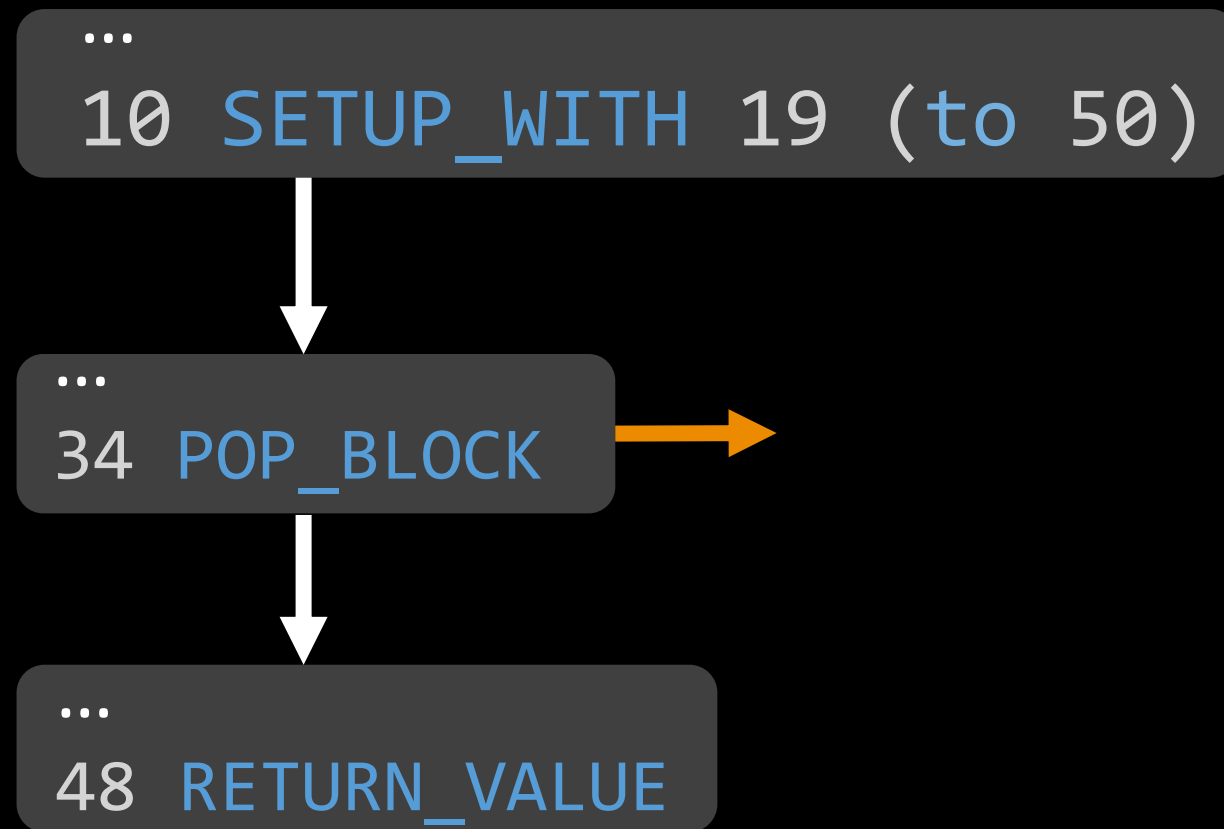 ...
10 SETUP_WITH 19 (to 50)
...
34 POP_BLOCK
...
48 RETURN_VALUE